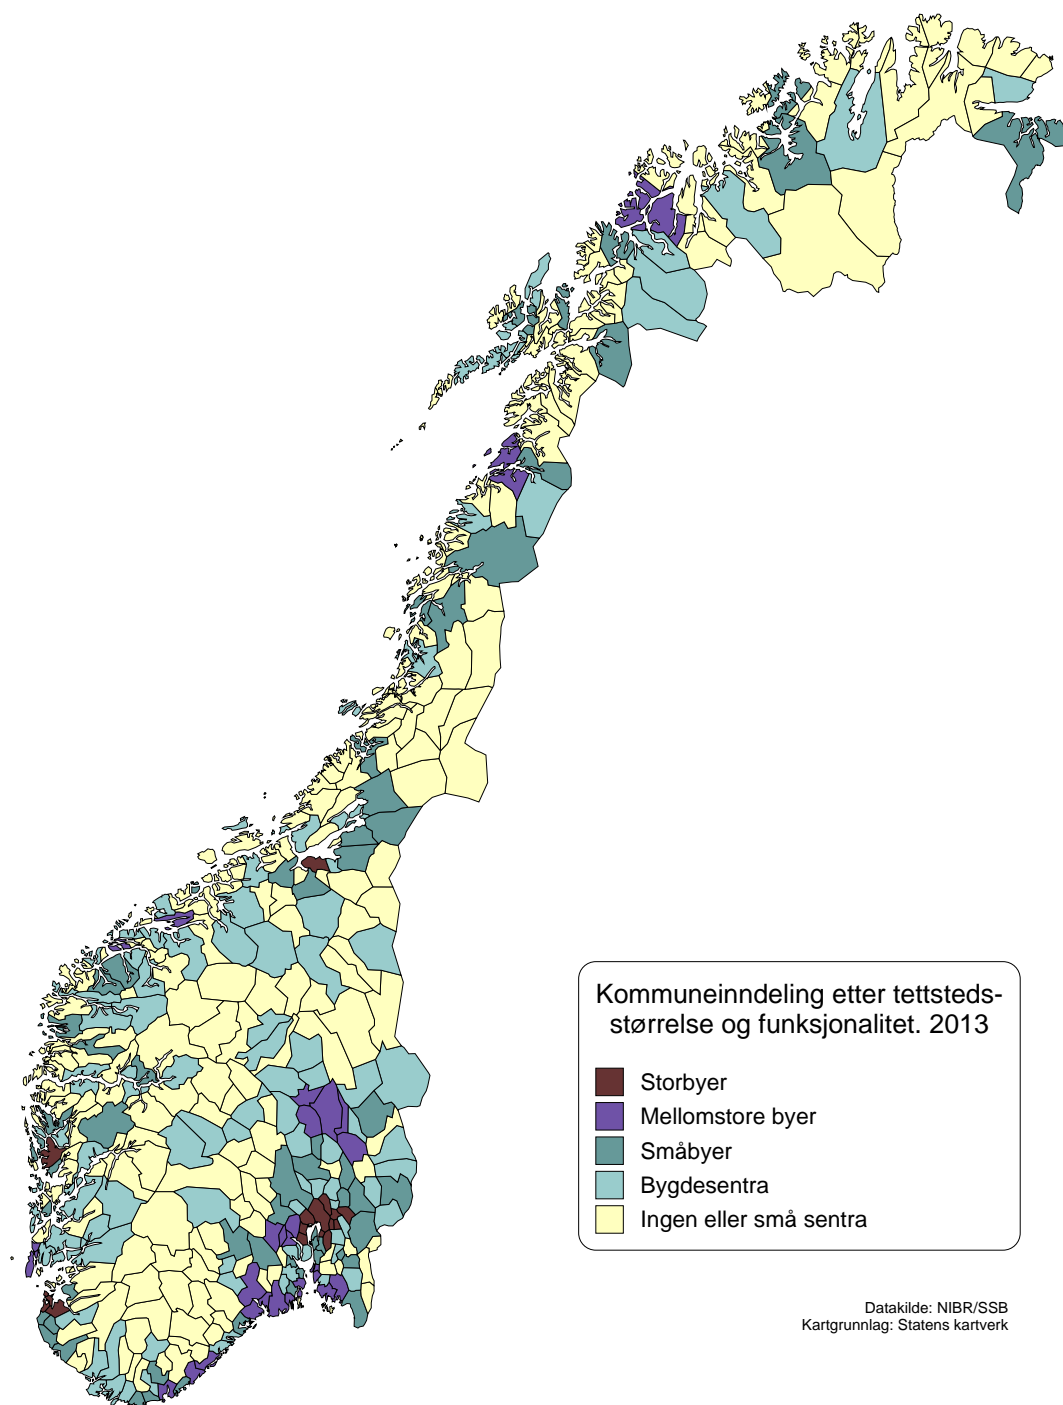 Kommuneinndeling etter tettsteds-
størrelse og funksjonalitet. 2013
Storbyer
Mellomstore byer
Småbyer
Bygdesentra
Ingen eller små sentra
Datakilde: NIBR/SSB
Kartgrunnlag: Statens kartverk